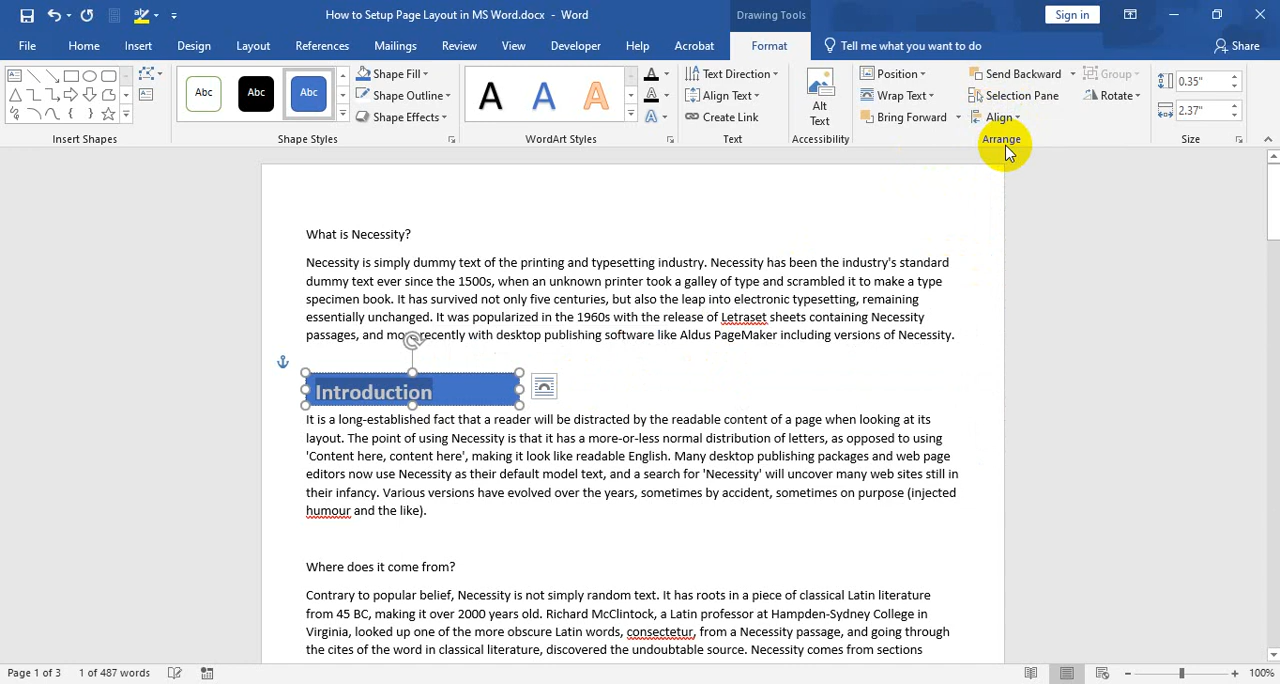 How to Setup Page Layout in MS Word.docx - Word
Drawing Tools
Sign in
File Home Insert Design Layout References Mailings Review View Developer Help Acrobat Format Tell me what you want to do Share
Abc Abc Abc
Shape Fill
Shape Outline
Shape Effects
A A A
Text Direction
Align Text
Create Link
Alt
Text
Position
Wrap Text
Bring Forward
Send Backward
Selection Pane
Align
Group
Rotate
0.35"
2.37"
Insert Shapes Shape Styles WordArt Styles Text Accessibility Arrange Size
What is Necessity?
Necessity is simply dummy text of the printing and typesetting industry. Necessity has been the industry's standard
dummy text ever since the 1500s, when an unknown printer took a galley of type and scrambled it to make a type
specimen book. It has survived not only five centuries, but also the leap into electronic typesetting, remaining
essentially unchanged. It was popularized in the 1960s with the release of Letraset sheets containing Necessity
passages, and more recently with desktop publishing software like Aldus PageMaker including versions of Necessity.
Introduction
It is a long-established fact that a reader will be distracted by the readable content of a page when looking at its
layout. The point of using Necessity is that it has a more-or-less normal distribution of letters, as opposed to using
'Content here, content here', making it look like readable English. Many desktop publishing packages and web page
editors now use Necessity as their default model text, and a search for 'Necessity' will uncover many web sites still in
their infancy. Various versions have evolved over the years, sometimes by accident, sometimes on purpose (injected
humour and the like).
Where does it come from?
Contrary to popular belief, Necessity is not simply random text. It has roots in a piece of classical Latin literature
from 45 BC, making it over 2000 years old. Richard McClintock, a Latin professor at Hampden-Sydney College in
Virginia, looked up one of the more obscure Latin words, consectetur, from a Necessity passage, and going through
the cites of the word in classical literature, discovered the undoubtable source. Necessity comes from sections
Page 1 of 3 1 of 487 words 100%